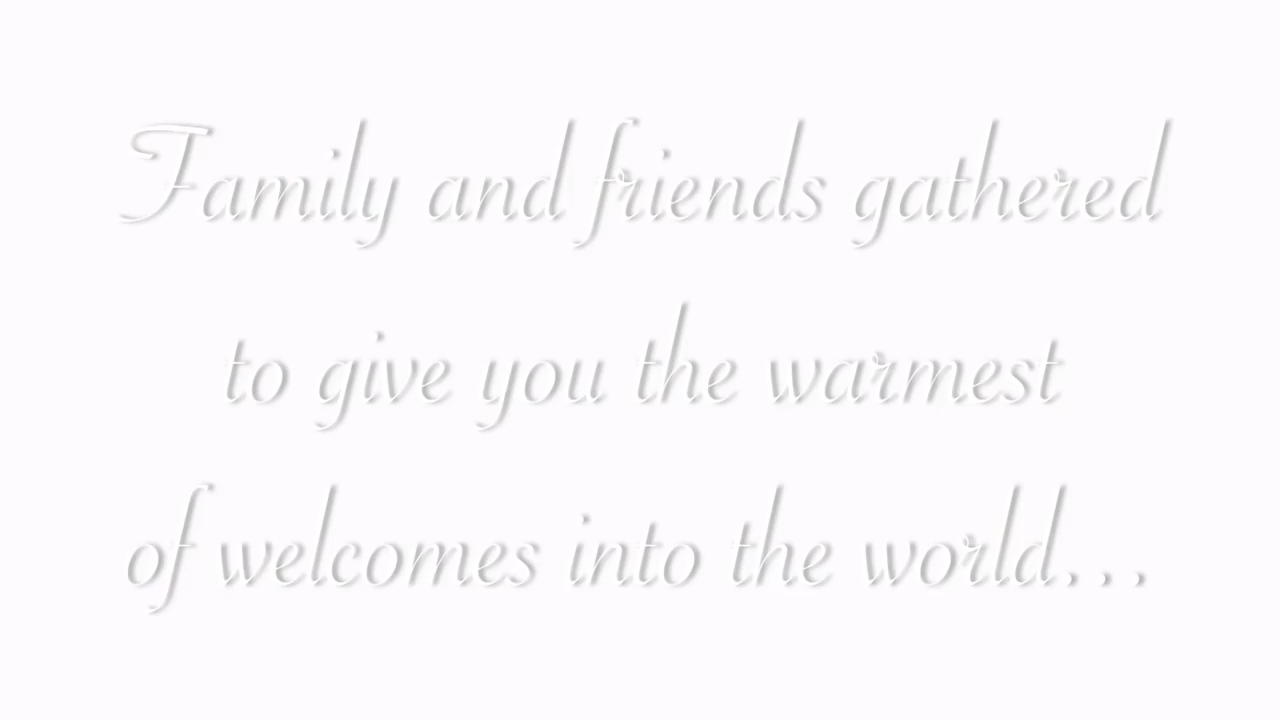 Family and friends gathered
to give you the warmest
of welcomes into the world...